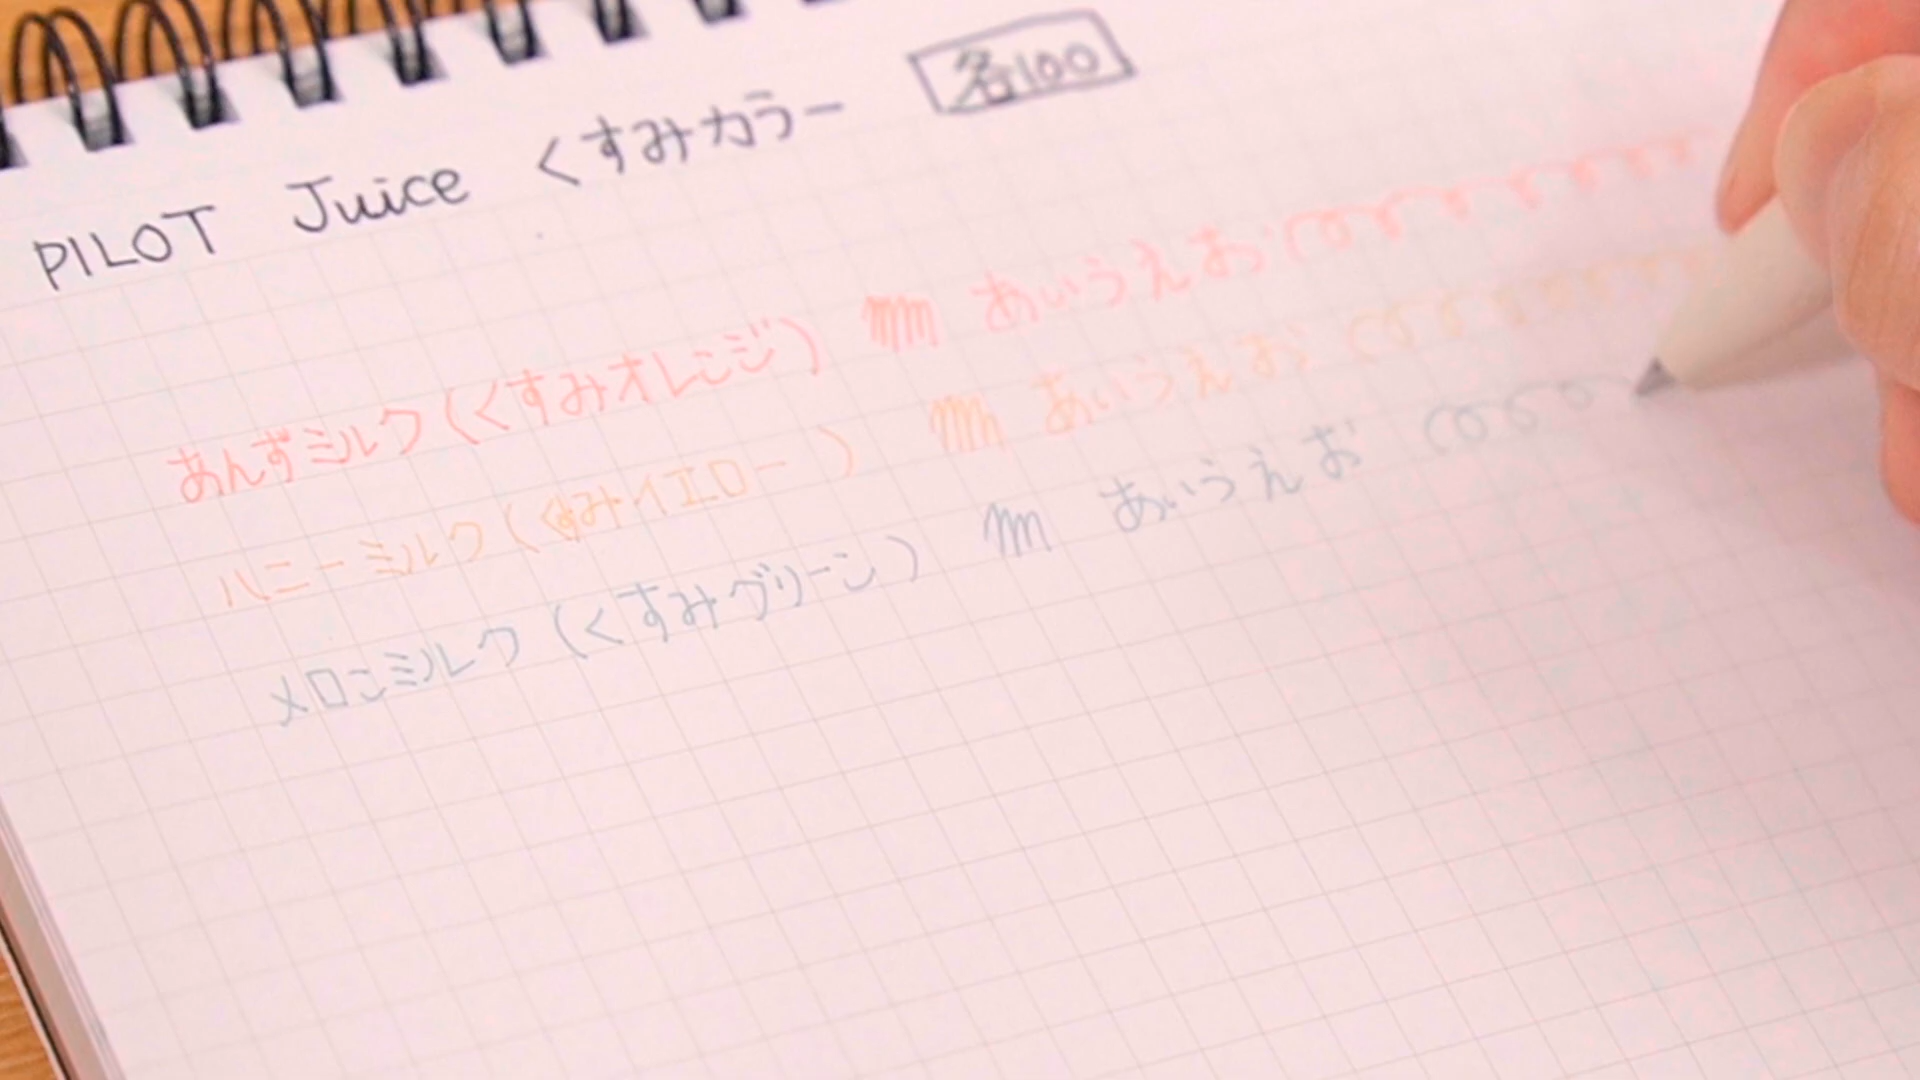 PILOT Juice くすみカラー 各100
あんずミルク(くすみオレンジ) あいうえお
ハニーミルク(くすみイエロー) あいうえお
メロンミルク(くすみグリーン) あいうえお